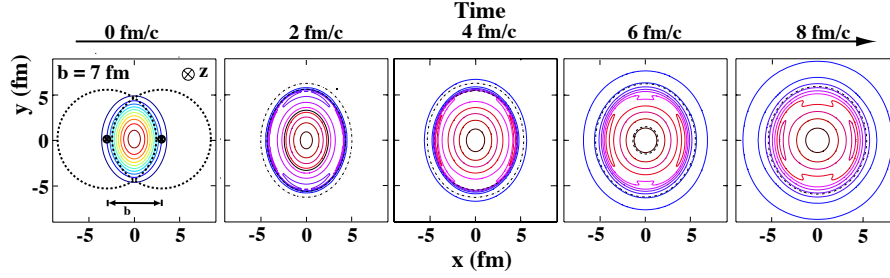 Time
0 fm/c 2 fm/c 4 fm/c 6 fm/c 8 fm/c
b = 7 fm ⊗ z
y (fm)
5
0
-5
b
-5 0 5 -5 0 5 -5 0 5 -5 0 5 -5 0 5
x (fm)